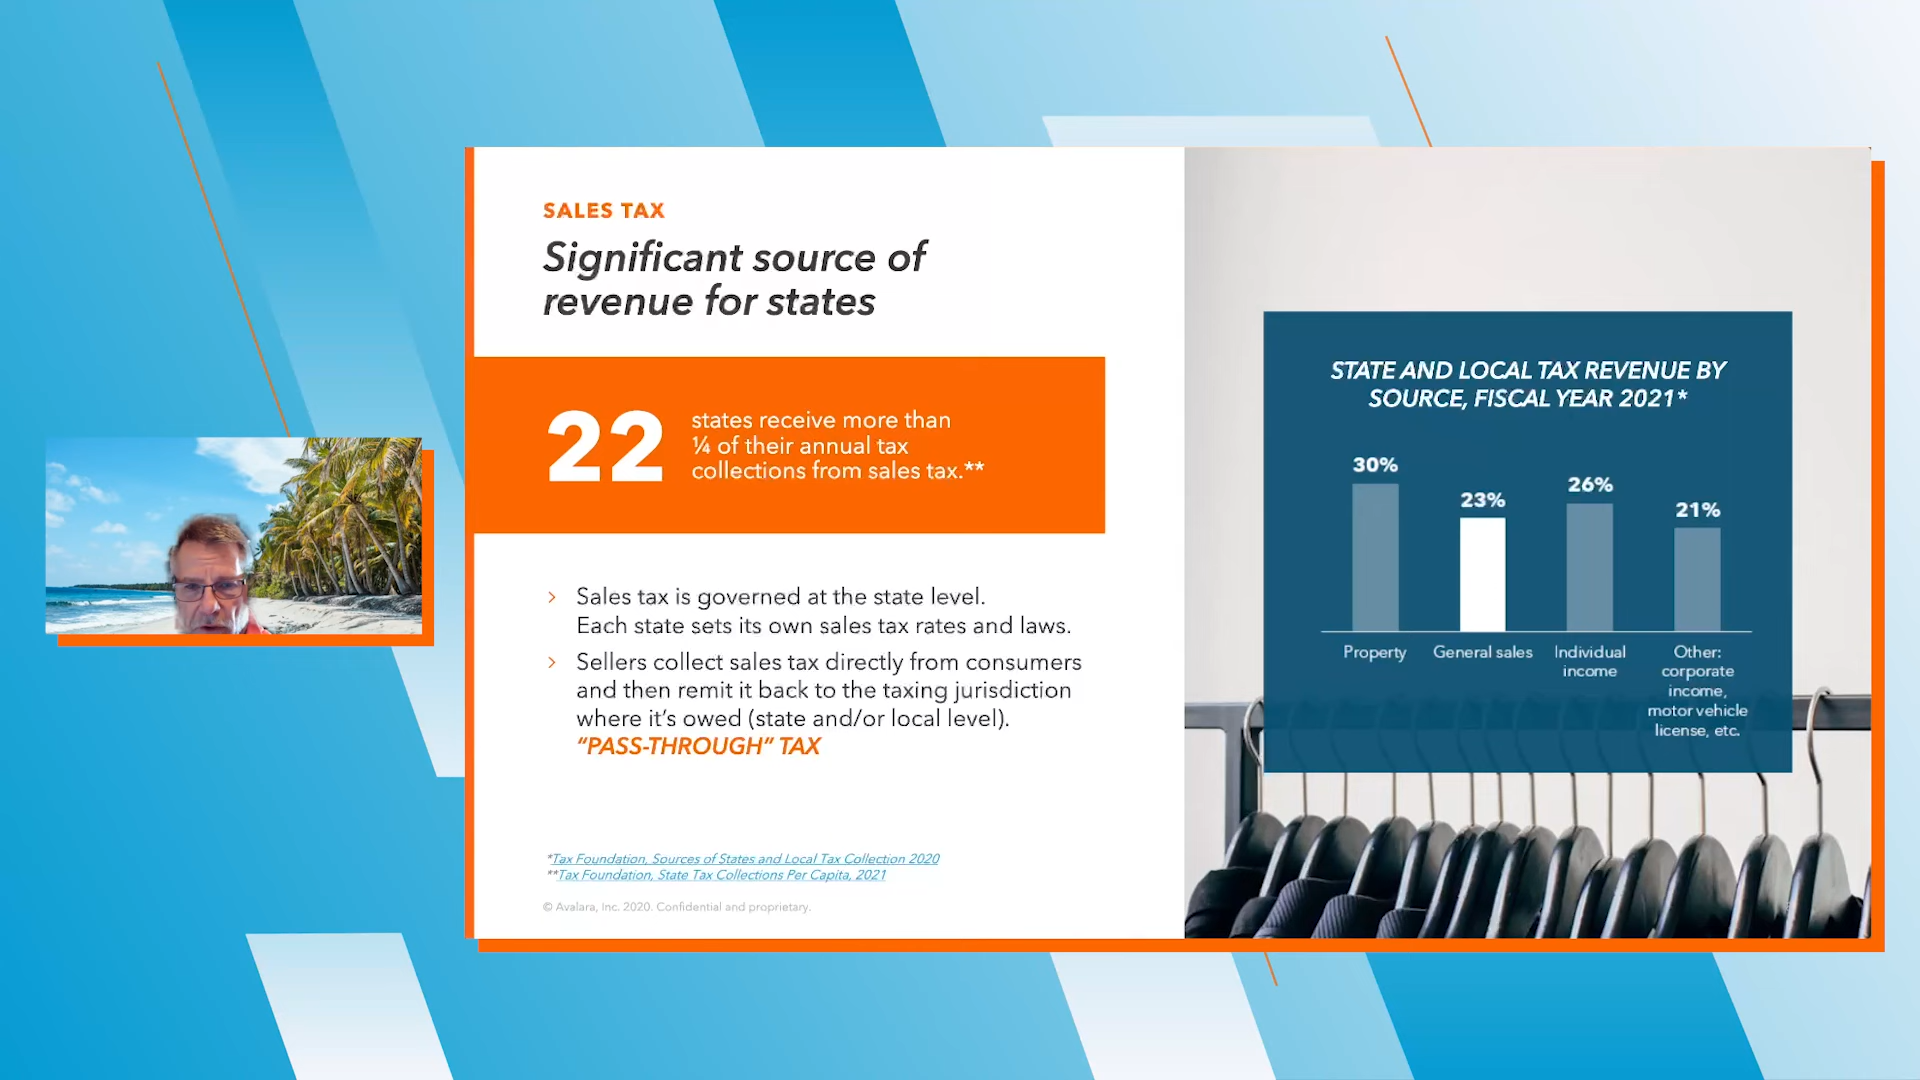 SALES TAX
Significant source of
revenue for states
22
states receive more than
¼ of their annual tax
collections from sales tax.**
› Sales tax is governed at the state level.
Each state sets its own sales tax rates and laws.
› Sellers collect sales tax directly from consumers
and then remit it back to the taxing jurisdiction
where it’s owed (state and/or local level).
“PASS-THROUGH” TAX
*Tax Foundation, Sources of States and Local Tax Collection 2020
**Tax Foundation, State Tax Collections Per Capita, 2021
© Avalara, Inc. 2020. Confidential and proprietary.
STATE AND LOCAL TAX REVENUE BY
SOURCE, FISCAL YEAR 2021*
30%
23%
26%
21%
Property
General sales
Individual
income
Other:
corporate
income,
motor vehicle
license, etc.